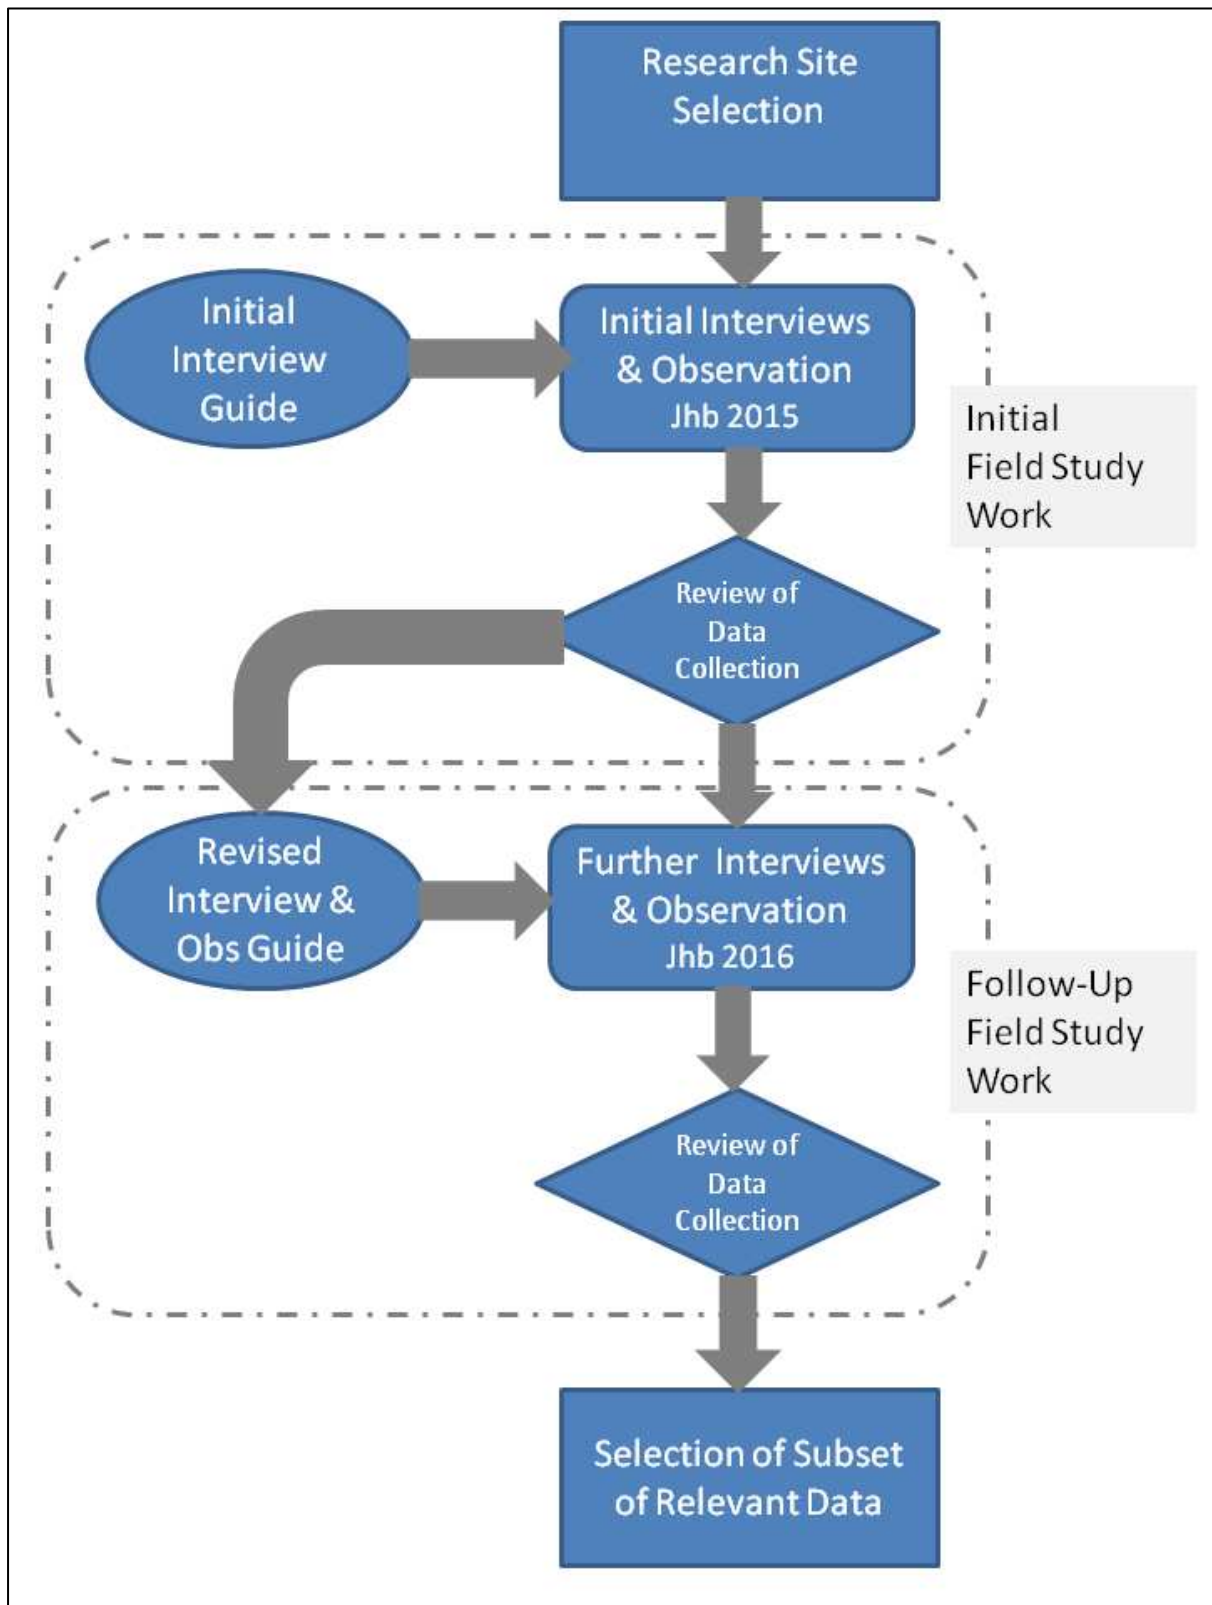 Research Site
Selection
Initial
Interview
Guide
Initial Interviews
& Observation
Jhb 2015
Initial
Field Study
Work
Review of
Data
Collection
Revised
Interview &
Obs Guide
Further Interviews
& Observation
Jhb 2016
Follow-Up
Field Study
Work
Review of
Data
Collection
Selection of Subset
of Relevant Data